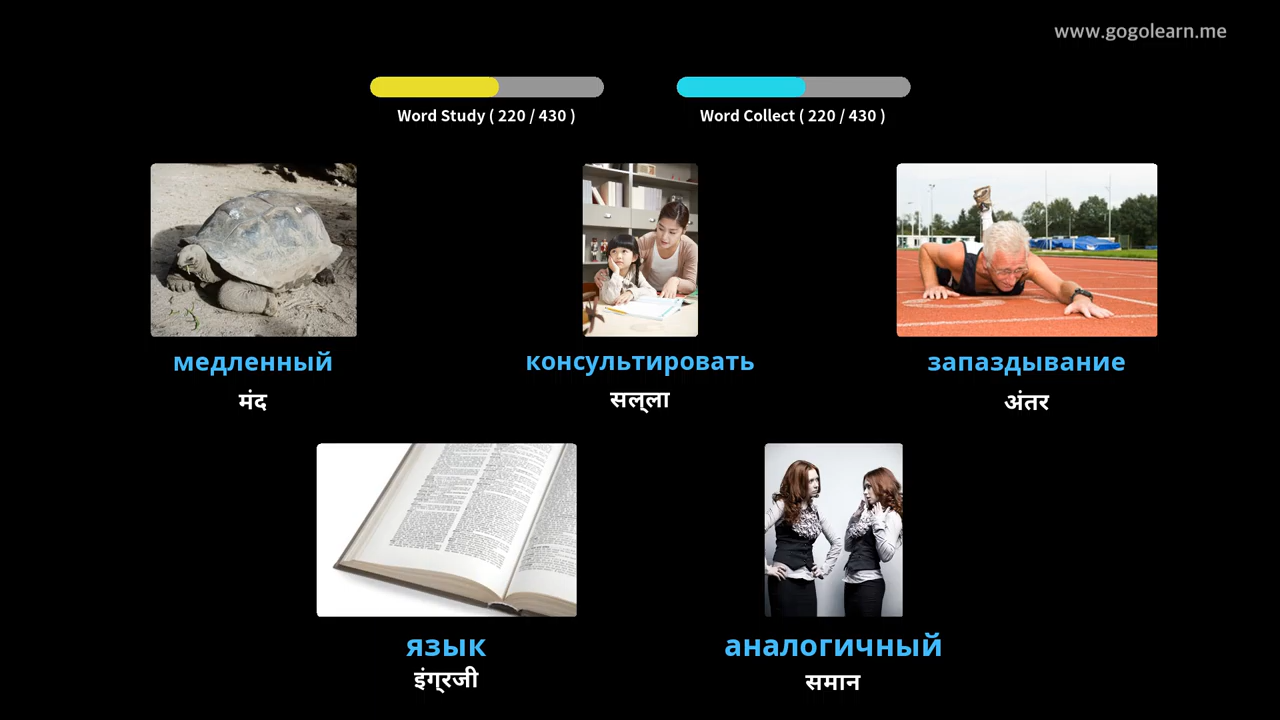 www.gogolearn.me
Word Study ( 220 / 430 )
Word Collect ( 220 / 430 )
медленный
консультировать
запаздывание
मंद
सल्ला
अंतर
язык
аналогичный
इंग्रजी
समान